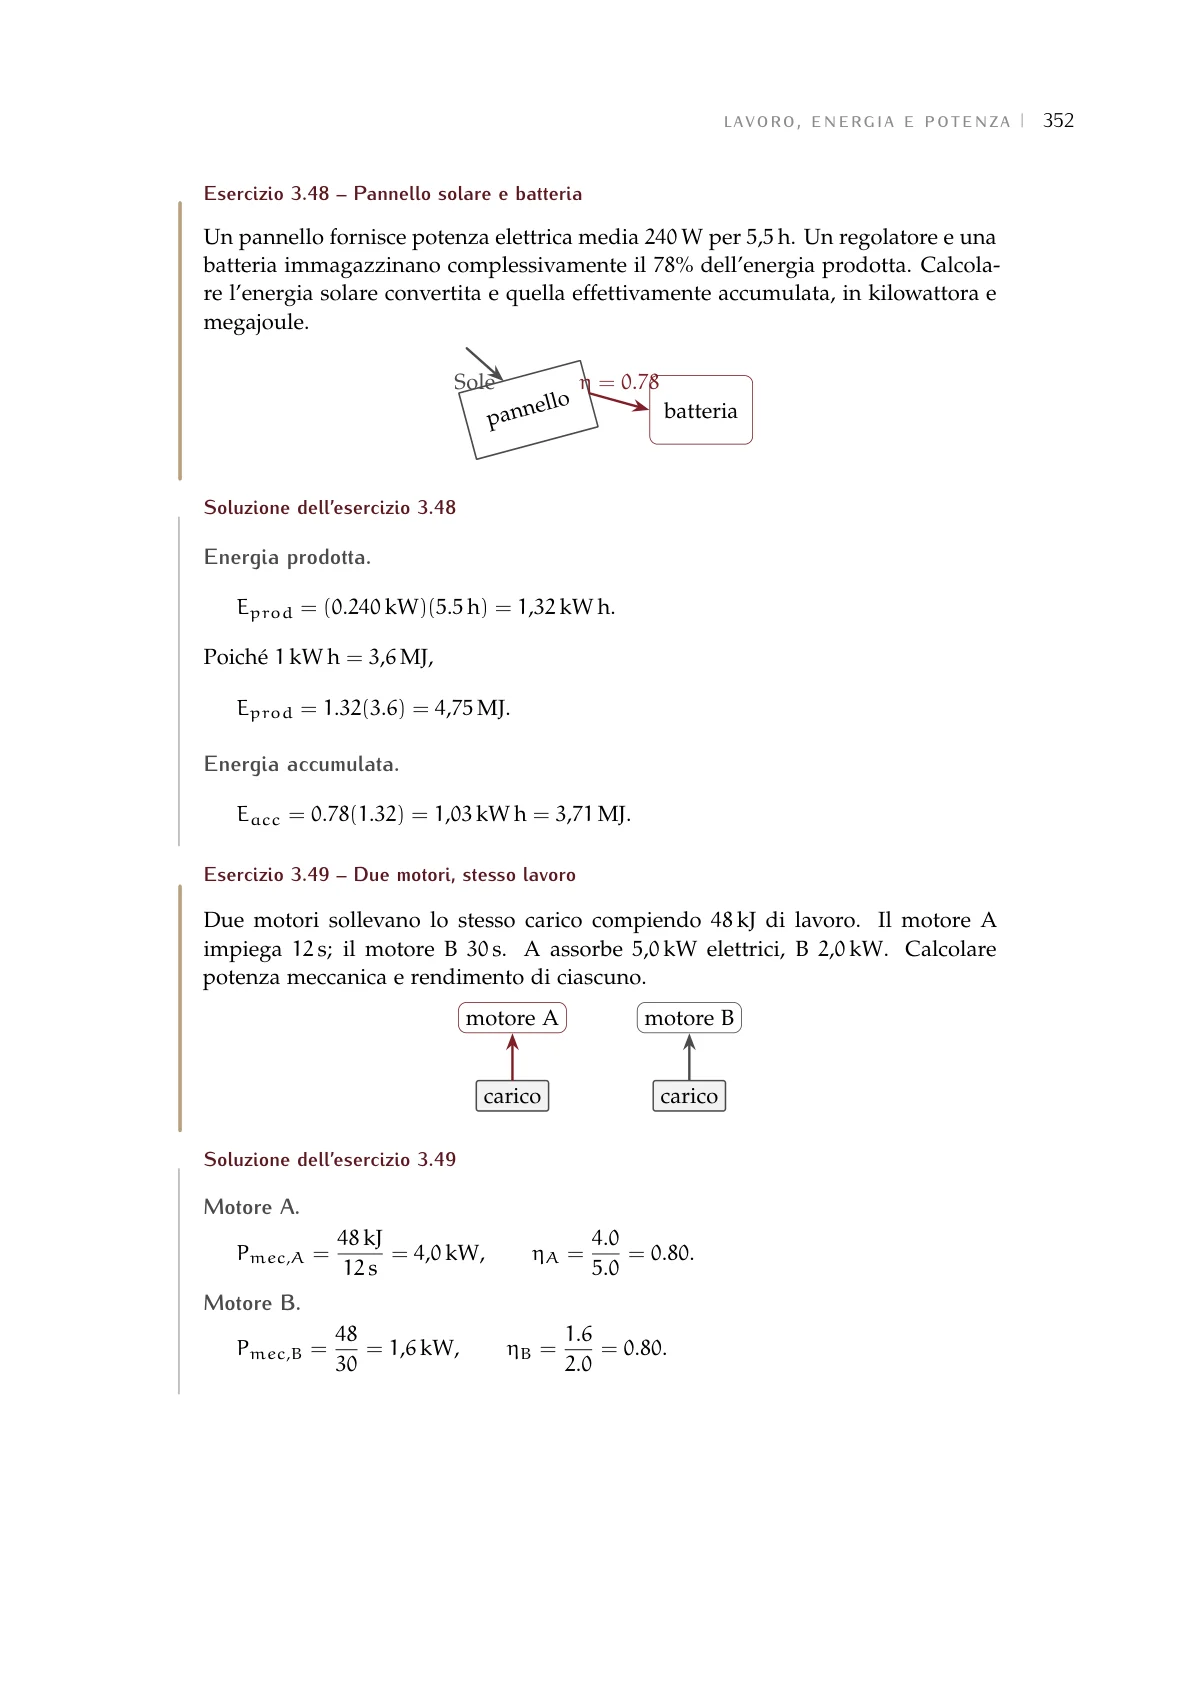 LAVORO, ENERGIA E POTENZA | 352
Esercizio 3.48 – Pannello solare e batteria
Un pannello fornisce potenza elettrica media 240 W per 5,5 h. Un regolatore e una
batteria immagazzinano complessivamente il 78% dell'energia prodotta. Calcola-
re l'energia solare convertita e quella effettivamente accumulata, in kilowattora e
megajoule.
Sole
pannello
η = 0.78
batteria
Soluzione dell'esercizio 3.48
Energia prodotta.
E_prod = (0.240 kW)(5.5 h) = 1,32 kW h.
Poiché 1 kW h = 3,6 MJ,
E_prod = 1.32(3.6) = 4,75 MJ.
Energia accumulata.
E_acc = 0.78(1.32) = 1,03 kW h = 3,71 MJ.
Esercizio 3.49 – Due motori, stesso lavoro
Due motori sollevano lo stesso carico compiendo 48 kJ di lavoro. Il motore A
impiega 12 s; il motore B 30 s. A assorbe 5,0 kW elettrici, B 2,0 kW. Calcolare
potenza meccanica e rendimento di ciascuno.
motore A motore B
carico carico
Soluzione dell'esercizio 3.49
Motore A.
P_mec,A = 48 kJ / 12 s = 4,0 kW, η_A = 4.0 / 5.0 = 0.80.
Motore B.
P_mec,B = 48 / 30 = 1,6 kW, η_B = 1.6 / 2.0 = 0.80.